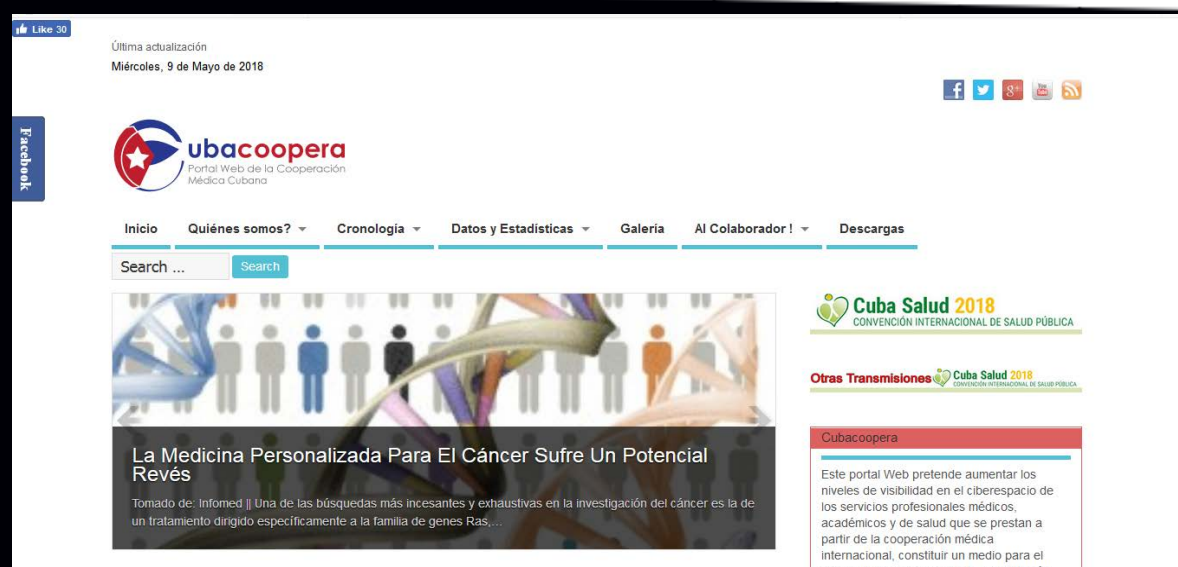 Like 30
Última actualización
Miércoles, 9 de Mayo de 2018
Facebook
ubacoopera
Portal Web de la Cooperación
Médica Cubana
Inicio Quiénes somos? Cronología Datos y Estadísticas Galería Al Colaborador ! Descargas
Search ... Search
Cuba Salud 2018
CONVENCIÓN INTERNACIONAL DE SALUD PÚBLICA
Otras Transmisiones Cuba Salud 2018
CONVENCIÓN INTERNACIONAL DE SALUD PÚBLICA
La Medicina Personalizada Para El Cáncer Sufre Un Potencial
Revés
Tomado de: Infomed || Una de las búsquedas más incesantes y exhaustivas en la investigación del cáncer es la de
un tratamiento dirigido específicamente a la familia de genes Ras,...
Cubacoopera
Este portal Web pretende aumentar los
niveles de visibilidad en el ciberespacio de
los servicios profesionales médicos,
académicos y de salud que se prestan a
partir de la cooperación médica
internacional, constituir un medio para el